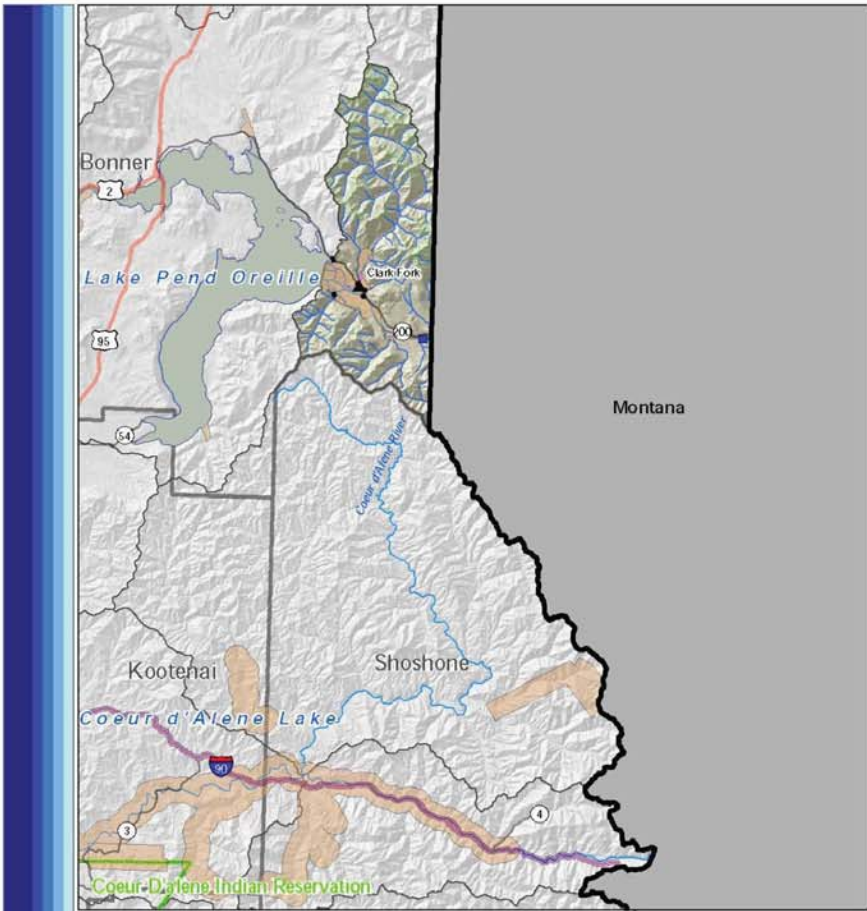 Bonner
2
Lake Pend Oreille
Clark Fork
95
200
Montana
54
Coeur d'Alene River
Kootenai
Shoshone
Coeur d'Alene Lake
90
4
3
Coeur D'alene Indian Reservation